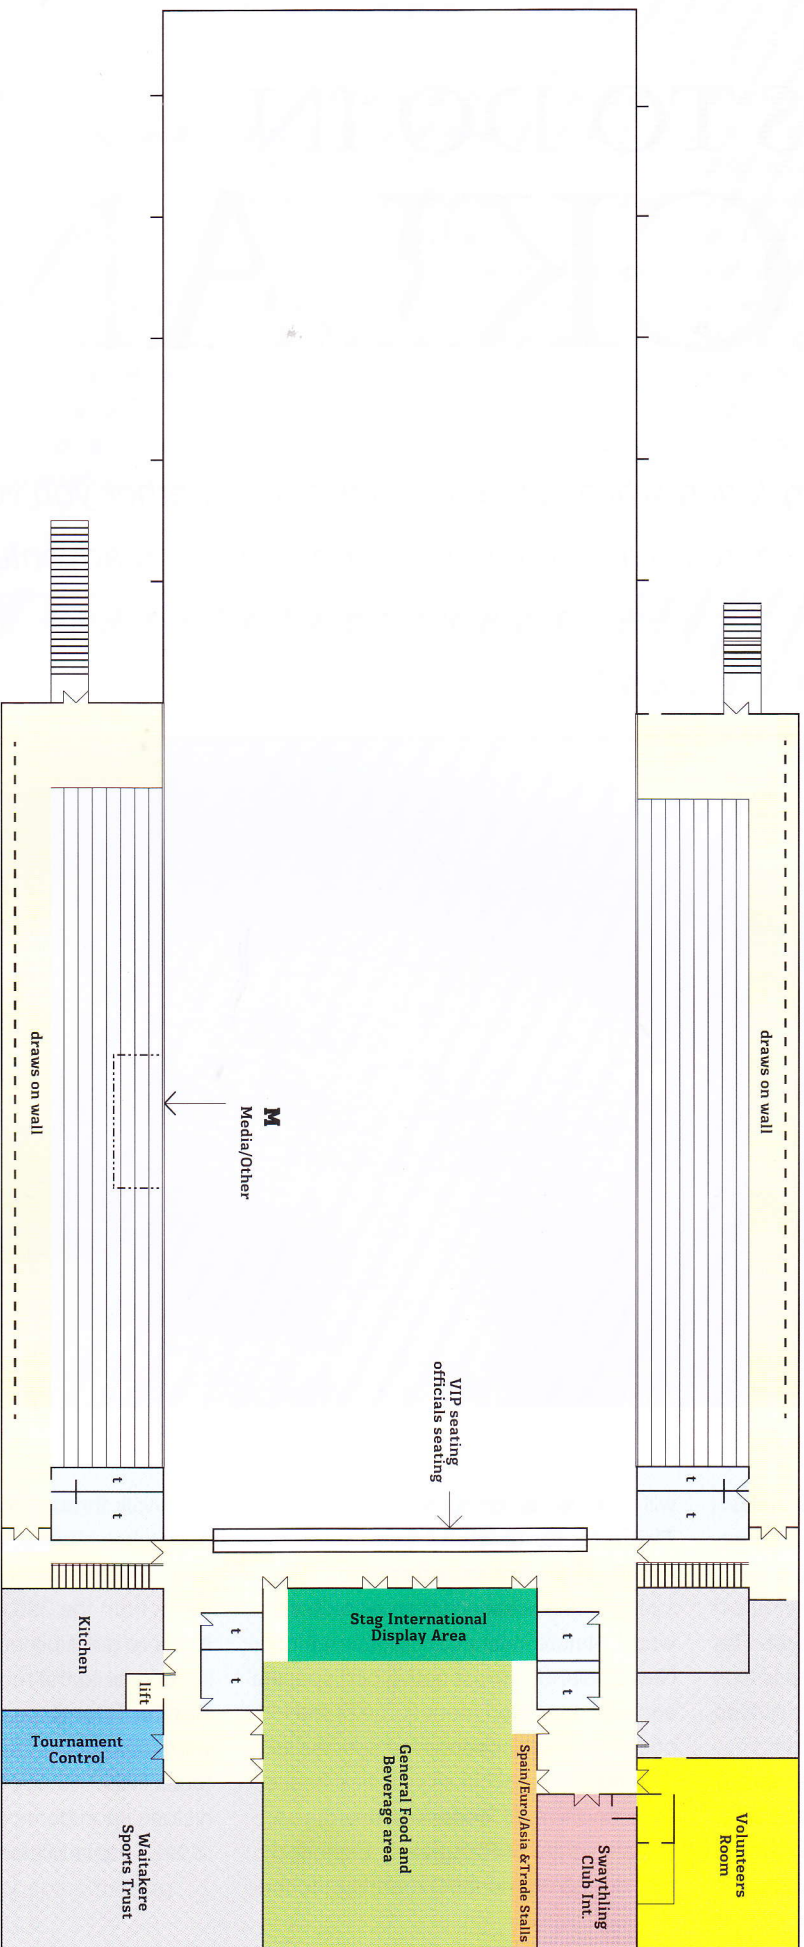 draws on wall
draws on wall
M
Media/Other
VIP seating
officials seating
t
t
t
t
Stag International
Display Area
t
t
t
t
Kitchen
lift
Tournament
Control
General Food and
Beverage area
Spain/Euro/Asia &Trade Stalls
Swaythling
Club Int.
Volunteers
Room
Waitakere
Sports Trust